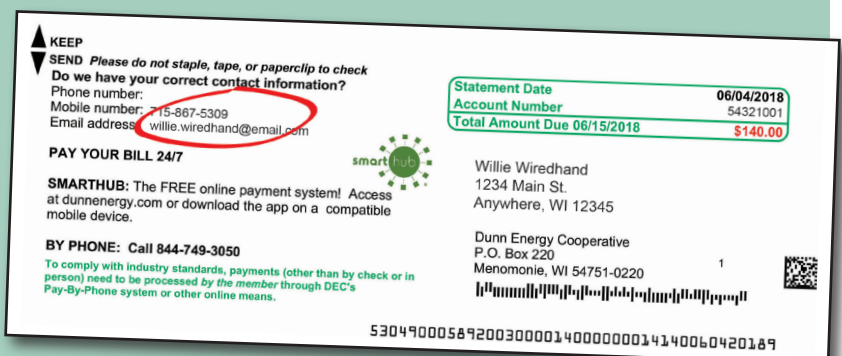 KEEP
SEND Please do not staple, tape, or paperclip to check
Do we have your correct contact information?
Phone number:
Mobile number: 715-867-5309
Email address: willie.wiredhand@email.com
PAY YOUR BILL 24/7
smart hub
SMARTHUB: The FREE online payment system! Access
at dunnenergy.com or download the app on a compatible
mobile device.
BY PHONE: Call 844-749-3050
To comply with industry standards, payments (other than by check or in
person) need to be processed by the member through DEC's
Pay-By-Phone system or other online means.
Statement Date 06/04/2018
Account Number 54321001
Total Amount Due 06/15/2018 $140.00
Willie Wiredhand
1234 Main St.
Anywhere, WI 12345
Dunn Energy Cooperative
P.O. Box 220 1
Menomonie, WI 54751-0220
530490005892003000014000000014140060420189